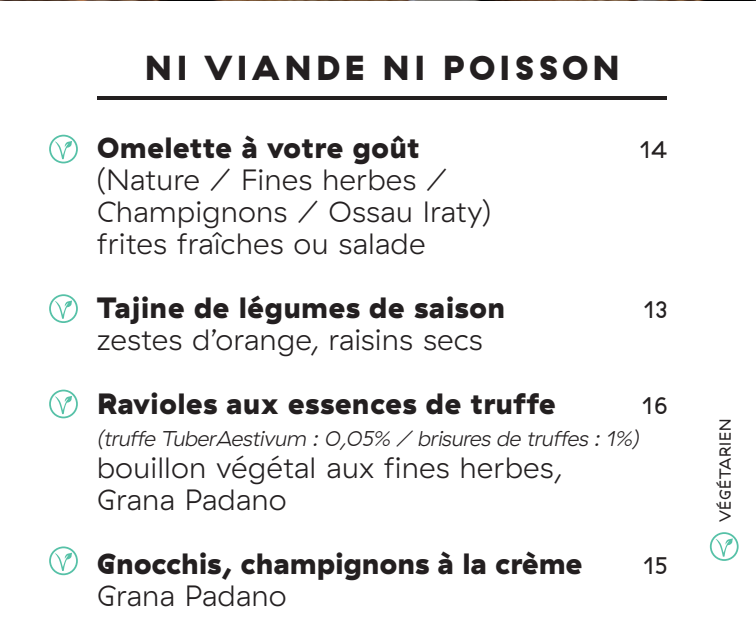 NI VIANDE NI POISSON
Omelette à votre goût 14
(Nature / Fines herbes /
Champignons / Ossau Iraty)
frites fraîches ou salade
Tajine de légumes de saison 13
zestes d'orange, raisins secs
Ravioles aux essences de truffe 16
(truffe TuberAestivum : 0,05% / brisures de truffes : 1%)
bouillon végétal aux fines herbes,
Grana Padano
Gnocchis, champignons à la crème 15
Grana Padano
VÉGÉTARIEN